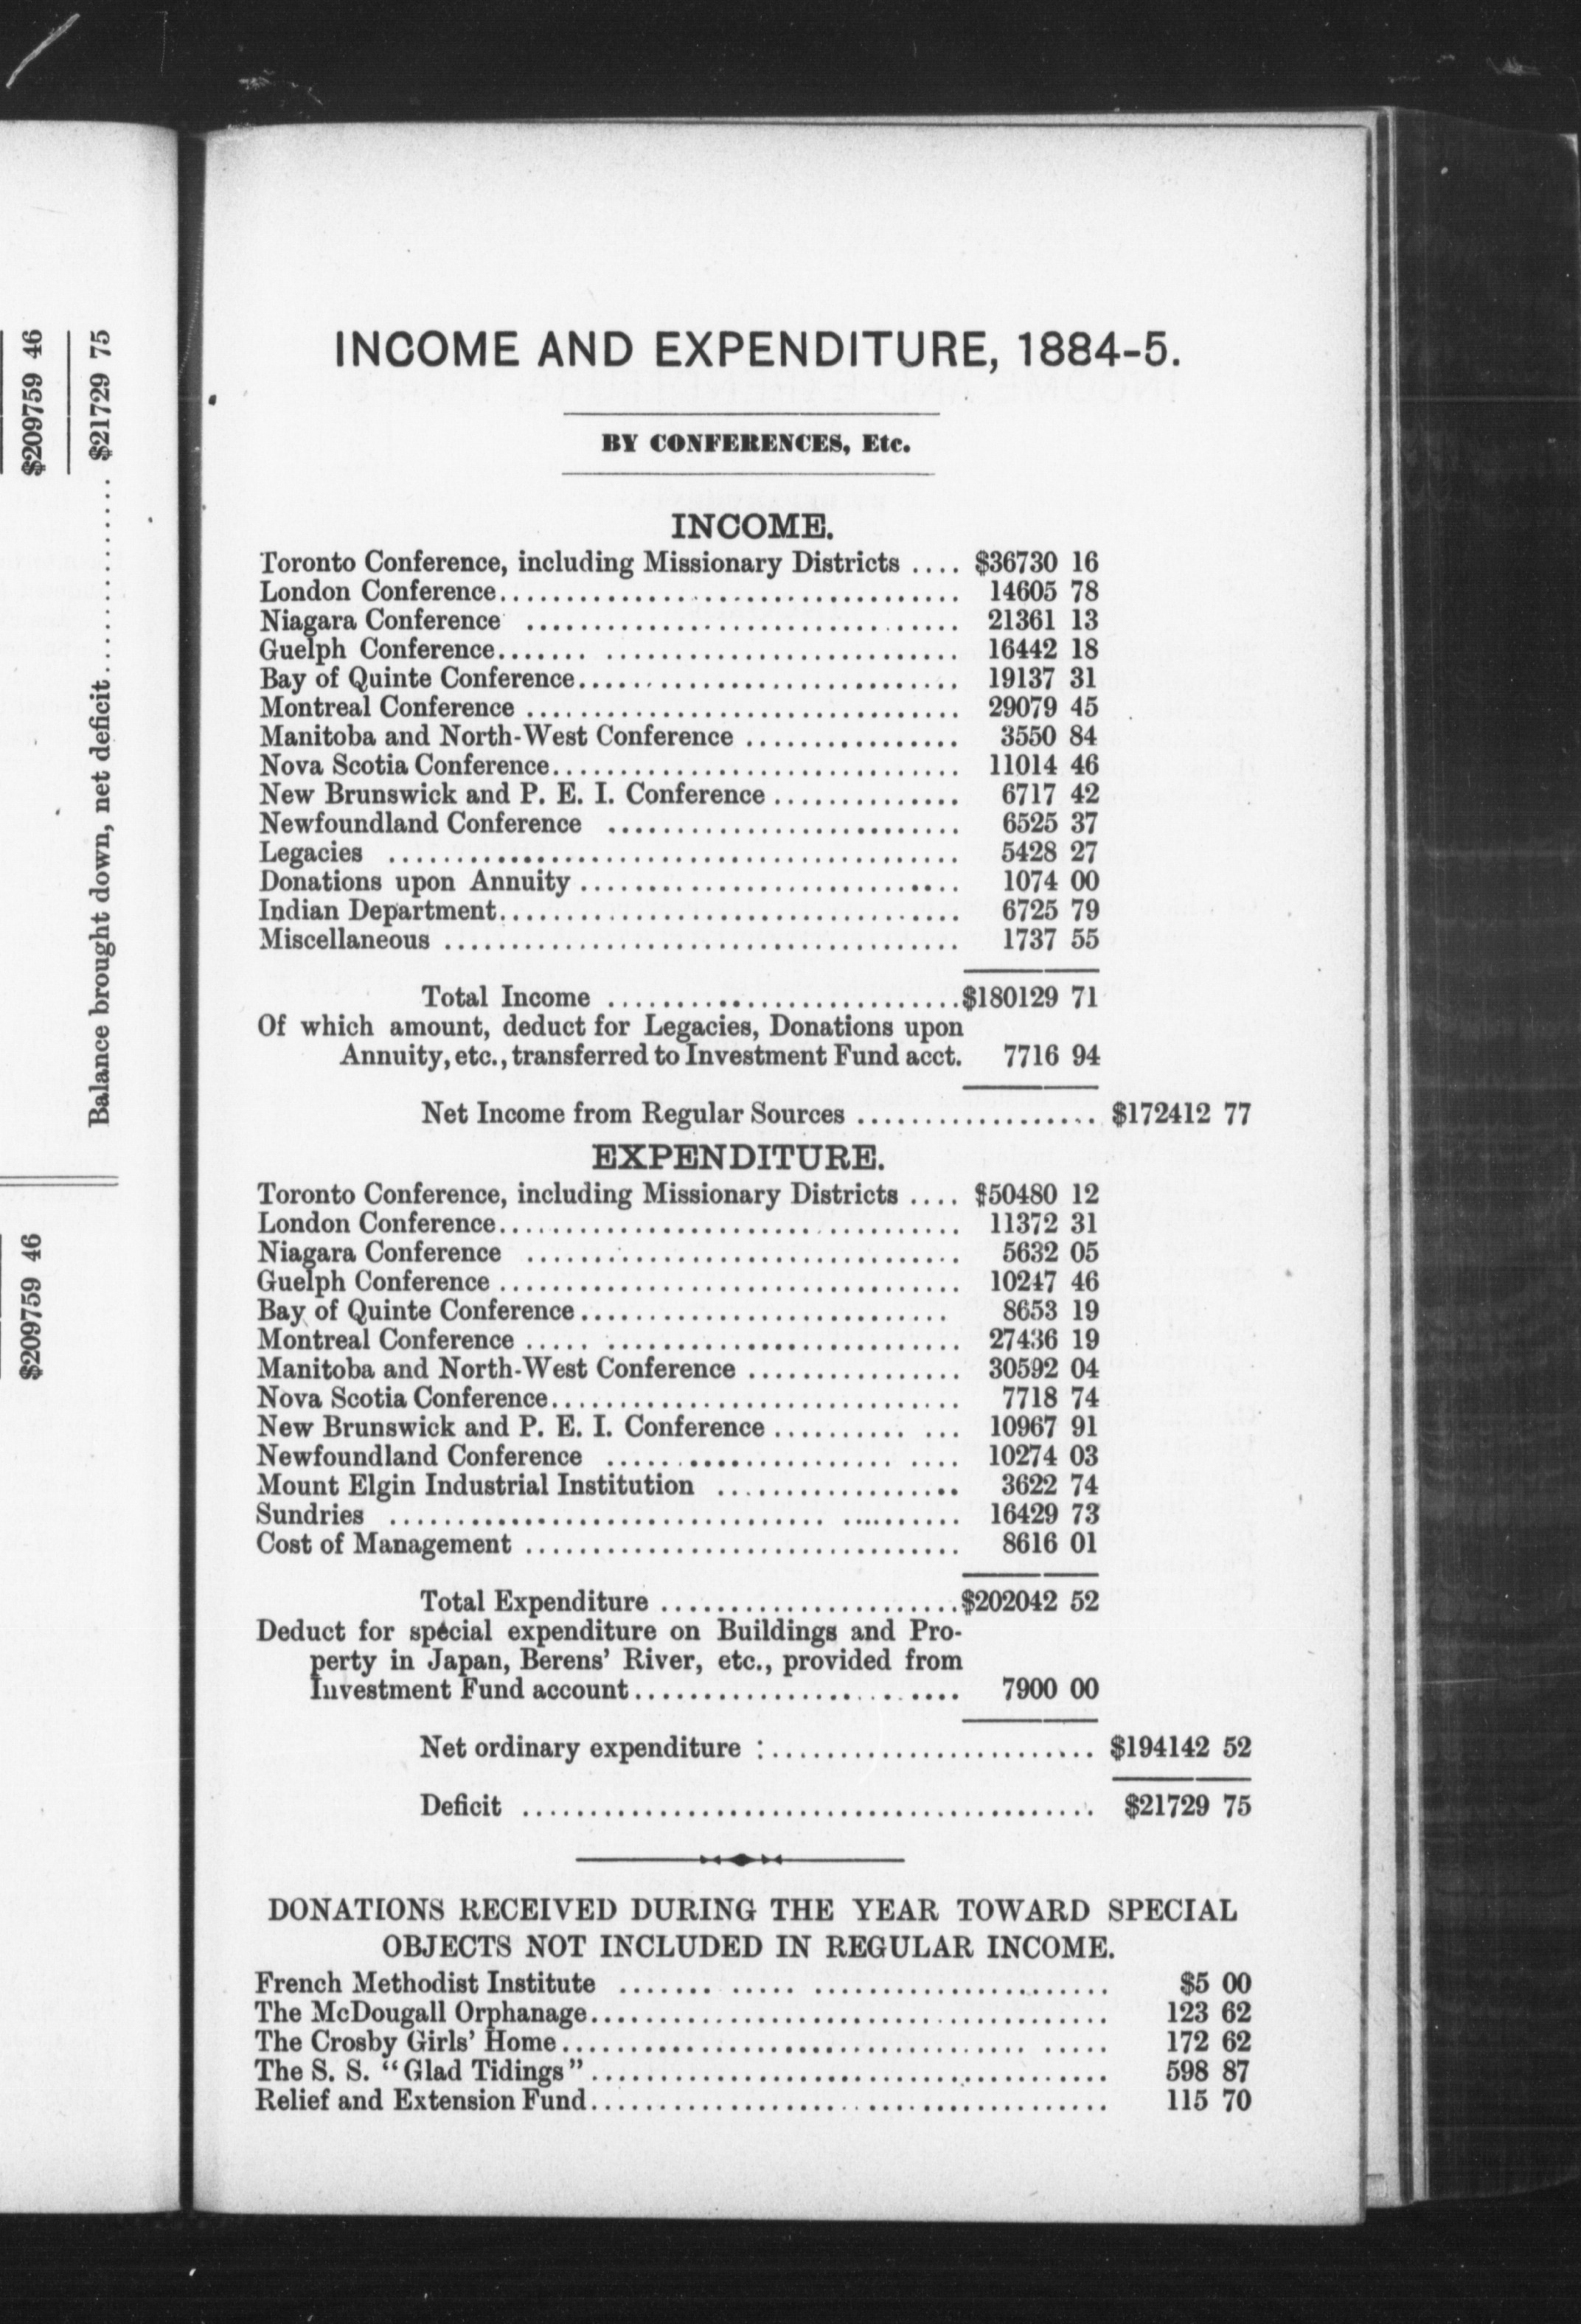 $209759 46
Balance brought down, net deficit.......................... $21729 75
$209759 46
INCOME AND EXPENDITURE, 1884-5.
BY CONFERENCES, Etc.
INCOME.
Toronto Conference, including Missionary Districts .... $36730 16
London Conference.................................. 14605 78
Niagara Conference ................................ 21361 13
Guelph Conference....... .......................... 16442 18
Bay of Quinte Conference............................ 19137 31
Montreal Conference ................................ 29079 45
Manitoba and North-West Conference ................ 3550 84
Nova Scotia Conference.............................. 11014 46
New Brunswick and P. E. I. Conference .............. 6717 42
Newfoundland Conference .......................... 6525 37
Legacies .......................................... 5428 27
Donations upon Annuity ............................ 1074 00
Indian Department.................................. 6725 79
Miscellaneous ...................................... 1737 55
Total Income ..........................$180129 71
Of which amount, deduct for Legacies, Donations upon
Annuity, etc., transferred to Investment Fund acct. 7716 94
Net Income from Regular Sources .................. $172412 77
EXPENDITURE.
Toronto Conference, including Missionary Districts .... $50480 12
London Conference.................................. 11372 31
Niagara Conference ................................ 5632 05
Guelph Conference .................................. 10247 46
Bay of Quinte Conference........................... 8653 19
Montreal Conference ..... .......................... 27436 19
Manitoba and North-West Conference ................ 30592 04
Nova Scotia Conference.............................. 7718 74
New Brunswick and P. E. I. Conference .......... ... 10967 91
Newfoundland Conference ..................... .... 10274 03
Mount Elgin Industrial Institution .................. 3622 74
Sundries ................................ .......... 16429 73
Cost of Management ................................ 8616 01
Total Expenditure ......................$202042 52
Deduct for special expenditure on Buildings and Pro-
perty in Japan, Berens' River, etc., provided from
Investment Fund account........................ 7900 00
Net ordinary expenditure :........................ $194142 52
Deficit .......................................... $21729 75
DONATIONS RECEIVED DURING THE YEAR TOWARD SPECIAL
OBJECTS NOT INCLUDED IN REGULAR INCOME.
French Methodist Institute ....... ..... ...................... $5 00
The McDougall Orphanage...................................... 123 62
The Crosby Girls' Home.................................. ..... 172 62
The S. S. "Glad Tidings" ...................................... 598 87
Relief and Extension Fund...................................... 115 70